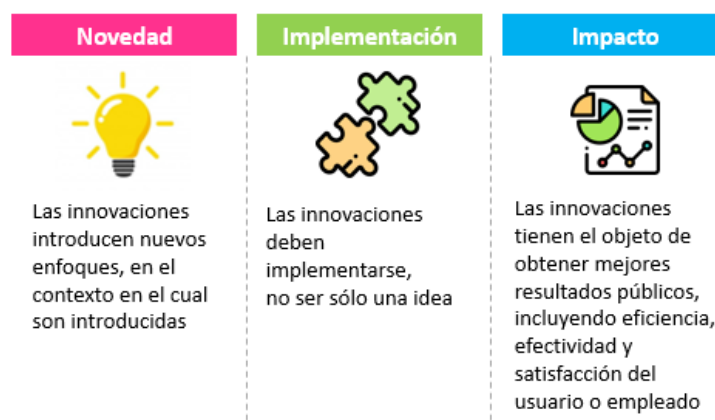 Novedad
Implementación
Impacto
Las innovaciones
introducen nuevos
enfoques, en el
contexto en el cual
son introducidas
Las innovaciones
deben
implementarse,
no ser sólo una idea
Las innovaciones
tienen el objeto de
obtener mejores
resultados públicos,
incluyendo eficiencia,
efectividad y
satisfacción del
usuario o empleado